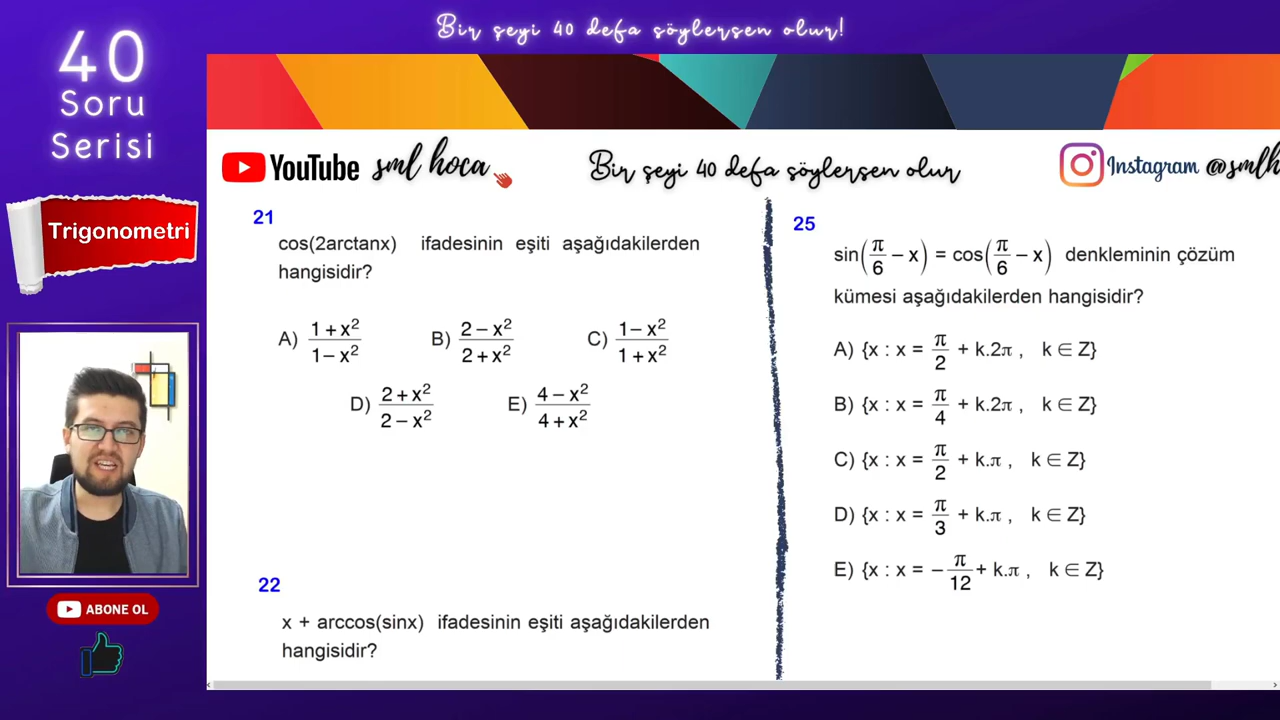 Bir şeyi 40 defa söylersen olur!
40
Soru
Serisi
Trigonometri
ABONE OL
YouTube sml hoca
Bir şeyi 40 defa söylersen olur
Instagram @smlh
21
cos(2arctanx) ifadesinin eşiti aşağıdakilerden
hangisidir?
A) (1 + x²)/(1 − x²) B) (2 − x²)/(2 + x²) C) (1 − x²)/(1 + x²)
D) (2 + x²)/(2 − x²) E) (4 − x²)/(4 + x²)
22
x + arccos(sinx) ifadesinin eşiti aşağıdakilerden
hangisidir?
25
sin(π/6 − x) = cos(π/6 − x) denkleminin çözüm
kümesi aşağıdakilerden hangisidir?
A) {x : x = π/2 + k.2π , k ∈ Z}
B) {x : x = π/4 + k.2π , k ∈ Z}
C) {x : x = π/2 + k.π , k ∈ Z}
D) {x : x = π/3 + k.π , k ∈ Z}
E) {x : x = −π/12 + k.π , k ∈ Z}